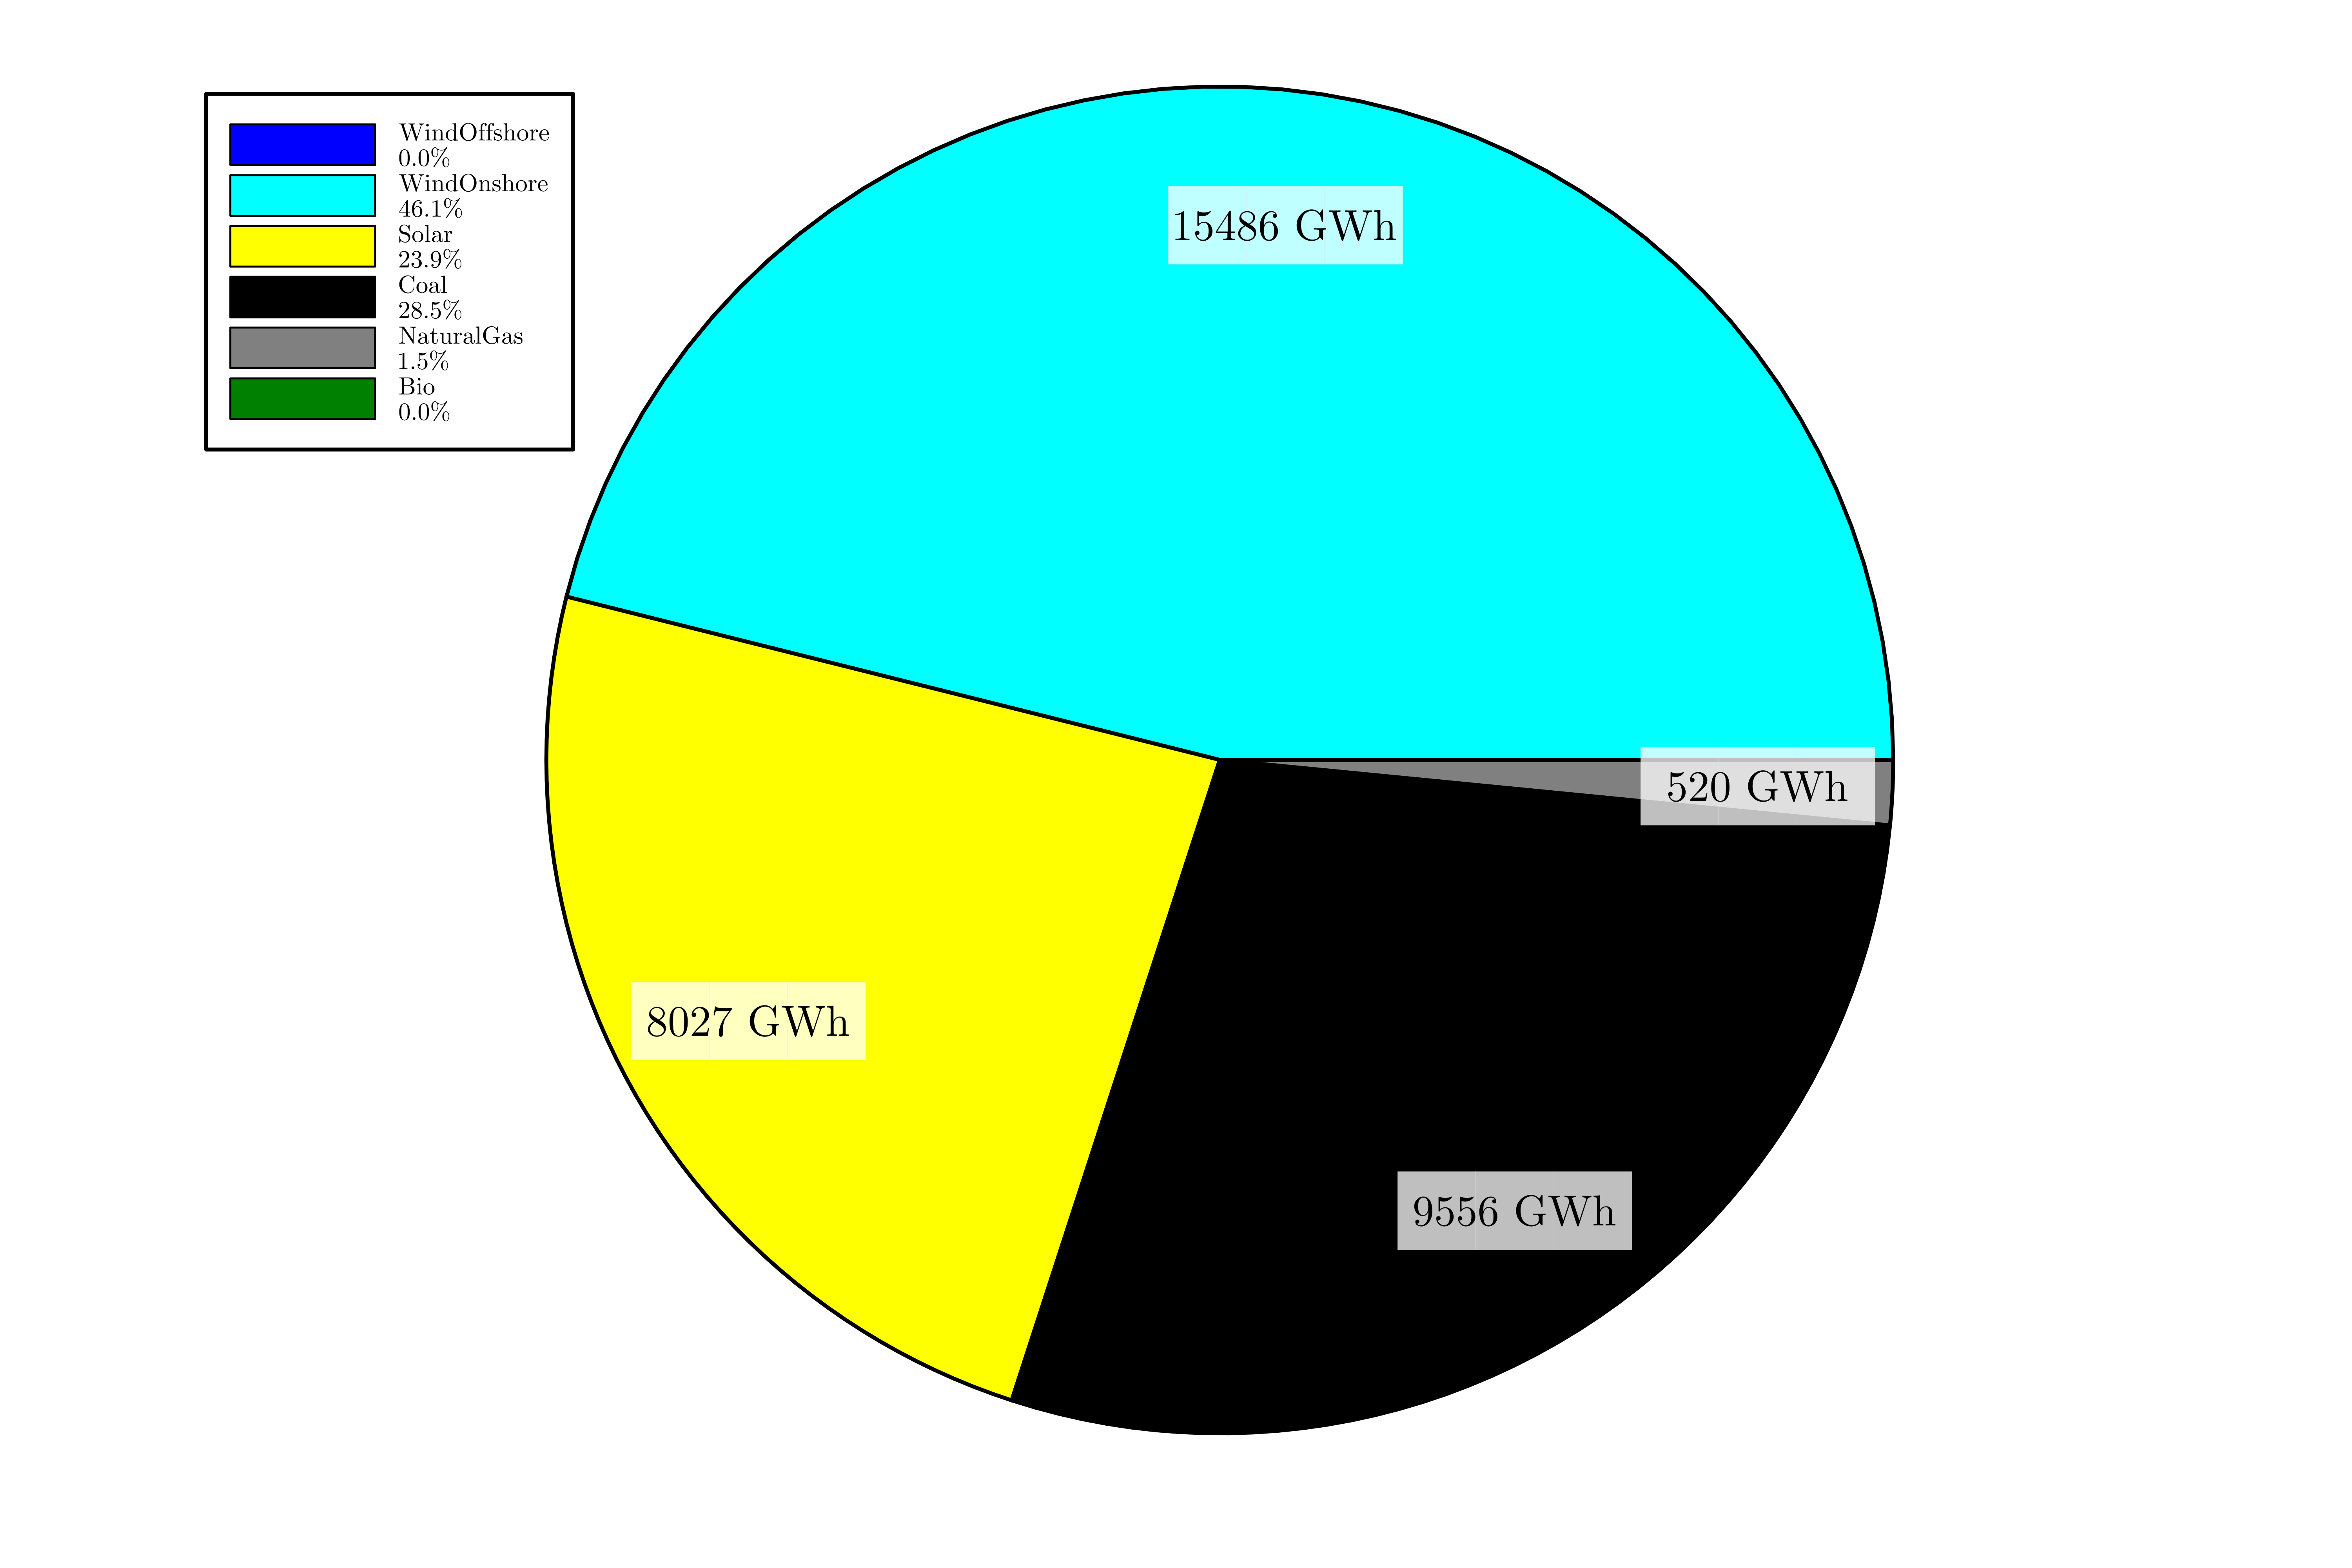 WindOffshore
0.0%
WindOnshore
46.1%
Solar
23.9%
Coal
28.5%
NaturalGas
1.5%
Bio
0.0%
15486 GWh
520 GWh
8027 GWh
9556 GWh